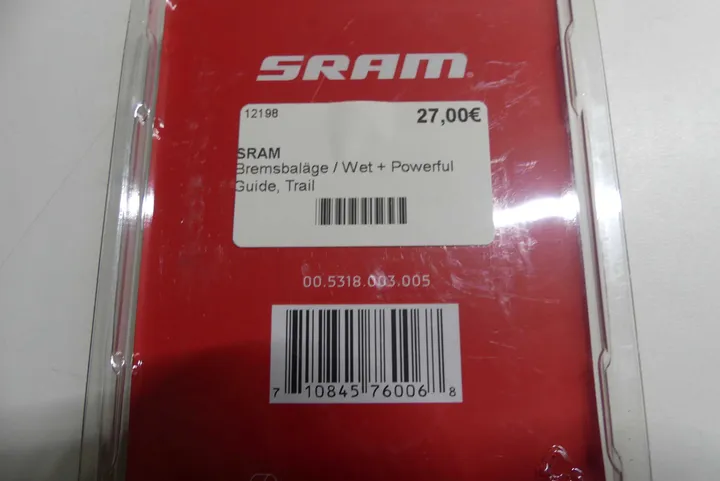 SRAM
12198 27,00€
SRAM
Bremsbaläge / Wet + Powerful
Guide, Trail
00.5318.003.005
7 10845 76006 8